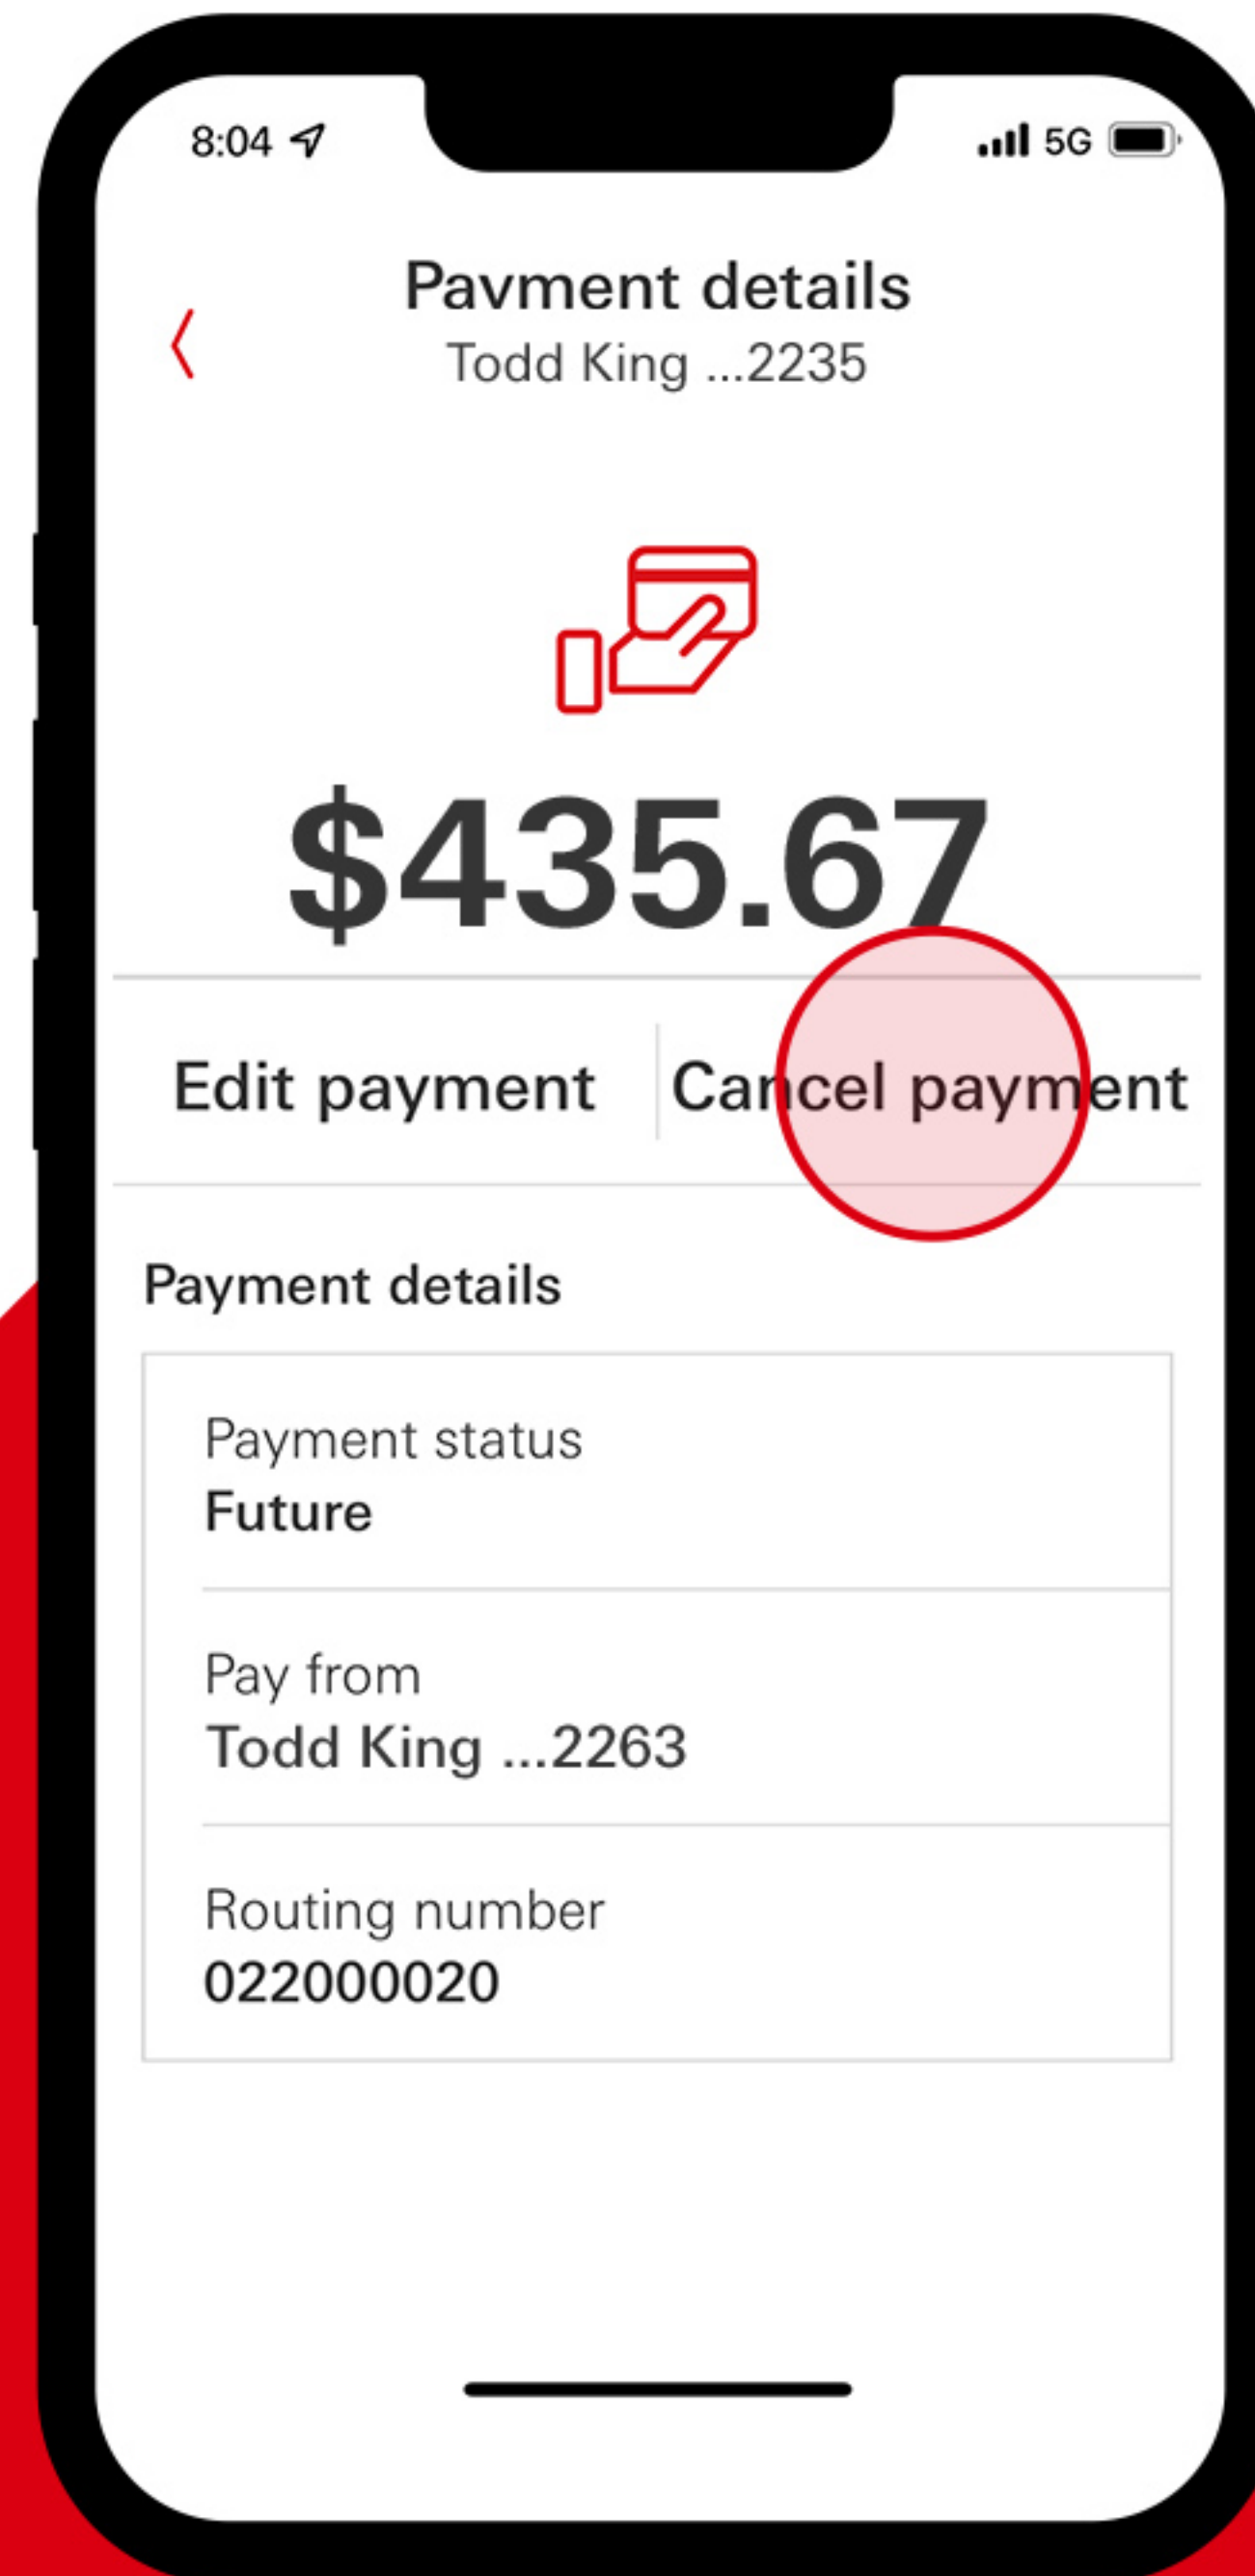 8:04 5G
Pavment details
Todd King ...2235
$435.67
Edit payment Cancel payment
Payment details
Payment status
Future
Pay from
Todd King ...2263
Routing number
022000020